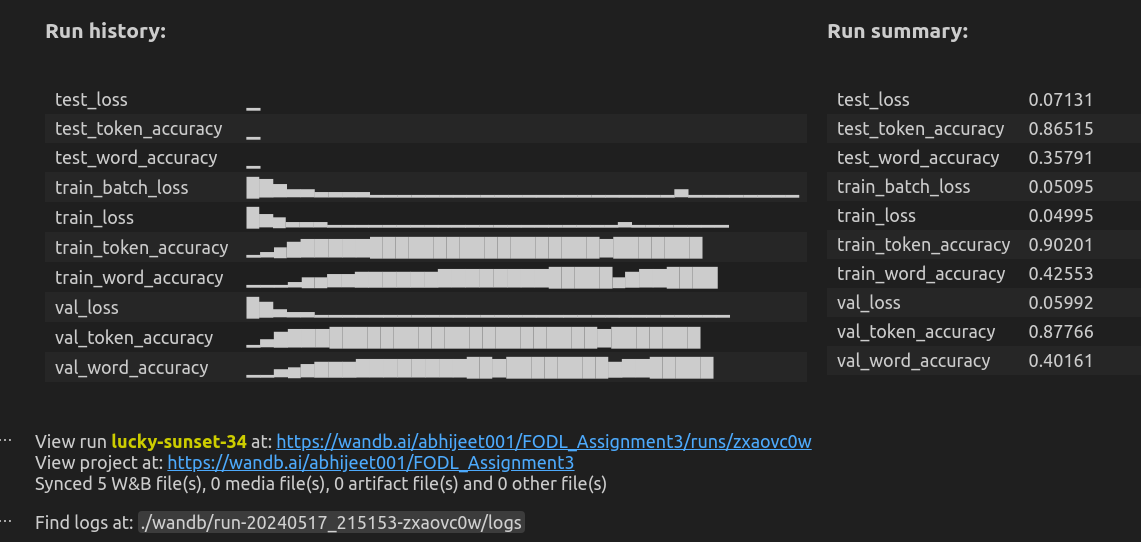 Run history:
test_loss
test_token_accuracy
test_word_accuracy
train_batch_loss
train_loss
train_token_accuracy
train_word_accuracy
val_loss
val_token_accuracy
val_word_accuracy
Run summary:
test_loss 0.07131
test_token_accuracy 0.86515
test_word_accuracy 0.35791
train_batch_loss 0.05095
train_loss 0.04995
train_token_accuracy 0.90201
train_word_accuracy 0.42553
val_loss 0.05992
val_token_accuracy 0.87766
val_word_accuracy 0.40161
... View run lucky-sunset-34 at: https://wandb.ai/abhijeet001/FODL_Assignment3/runs/zxaovc0w
View project at: https://wandb.ai/abhijeet001/FODL_Assignment3
Synced 5 W&B file(s), 0 media file(s), 0 artifact file(s) and 0 other file(s)
... Find logs at: ./wandb/run-20240517_215153-zxaovc0w/logs